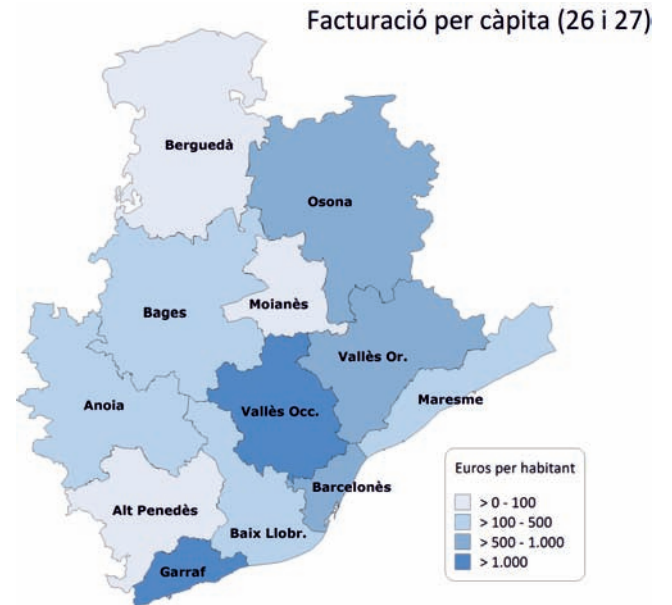 Facturació per càpita (26 i 27)
Berguedà
Osona
Moianès
Bages
Vallès Or.
Maresme
Anoia
Vallès Occ.
Barcelonès
Alt Penedès
Baix Llobr.
Garraf
Euros per habitant
> 0 - 100
> 100 - 500
> 500 - 1.000
> 1.000